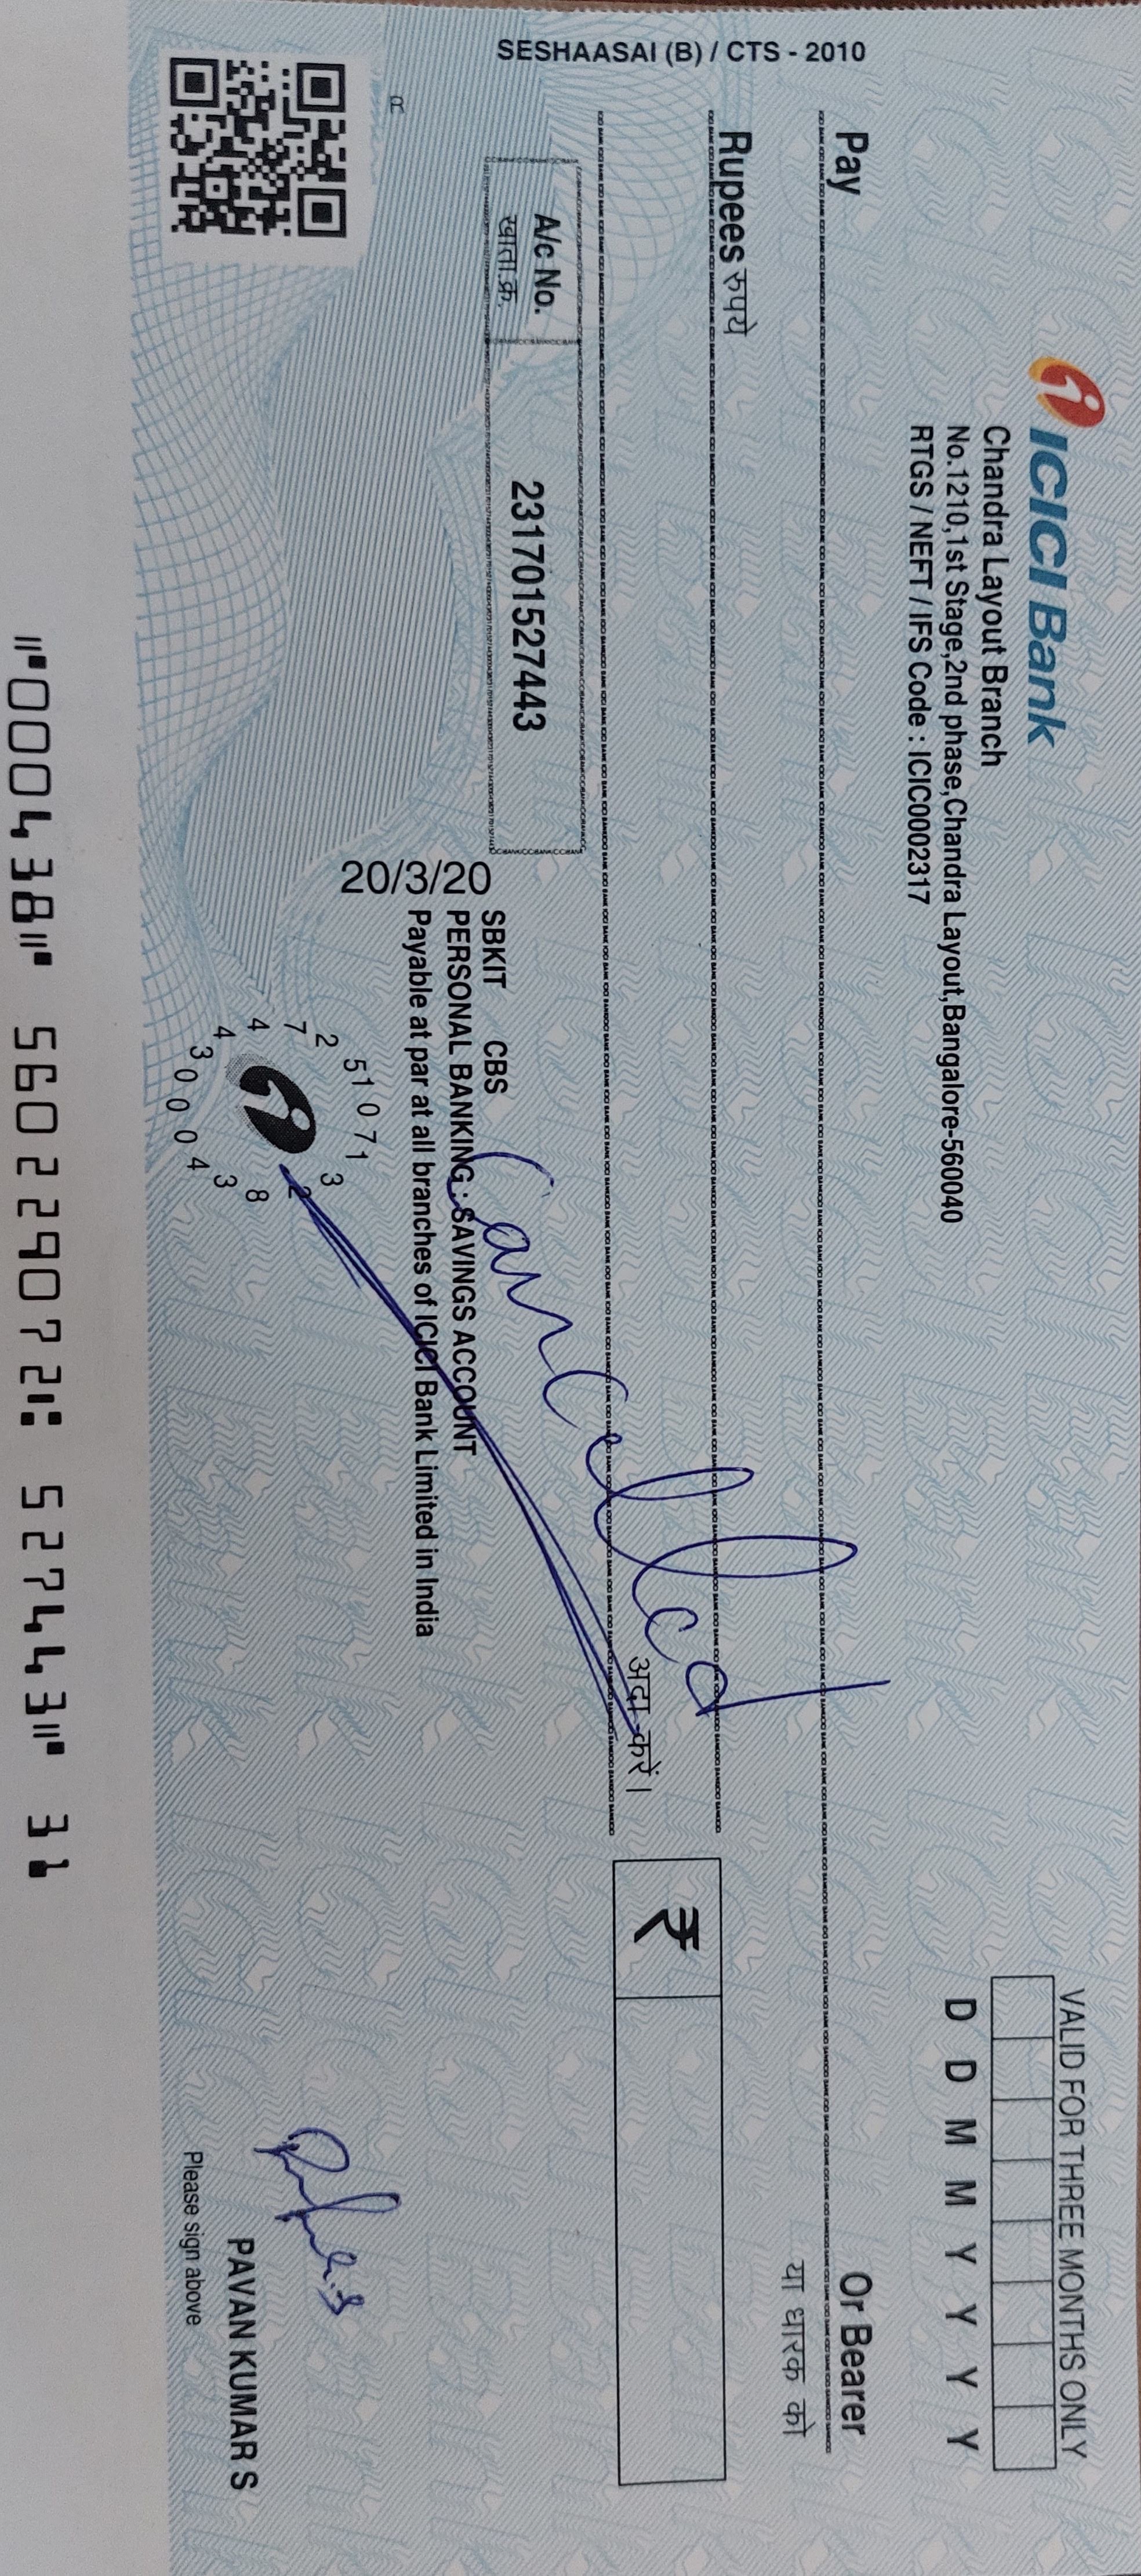 ICICI Bank
Chandra Layout Branch
No.1210,1st Stage,2nd phase,Chandra Layout,Bangalore-560040
RTGS / NEFT / IFS Code : ICIC0002317
VALID FOR THREE MONTHS ONLY
D D M M Y Y Y Y
Pay
Or Bearer
या धारक को
Rupees रुपये
अदा करें।
₹
A/c No.
खाता क्र.
231701527443
Cancelled
SBKIT CBS
PERSONAL BANKING : SAVINGS ACCOUNT
Payable at par at all branches of ICICI Bank Limited in India
20/3/20
SESHAASAI (B) / CTS - 2010
PAVAN KUMAR S
Please sign above
⑈000438⑈ 560229072⑆ 527443⑈ 31